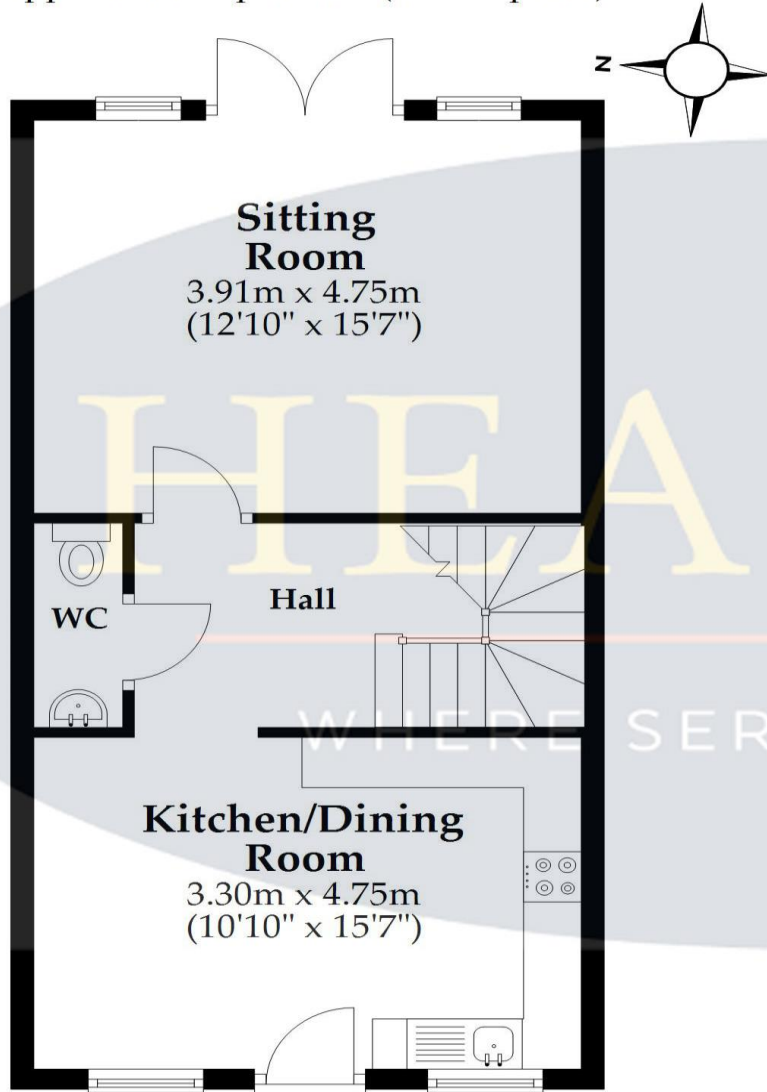 N
Sitting
Room
3.91m x 4.75m
(12'10" x 15'7")
HEA
WC
Hall
WHERE SER
Kitchen/Dining
Room
3.30m x 4.75m
(10'10" x 15'7")